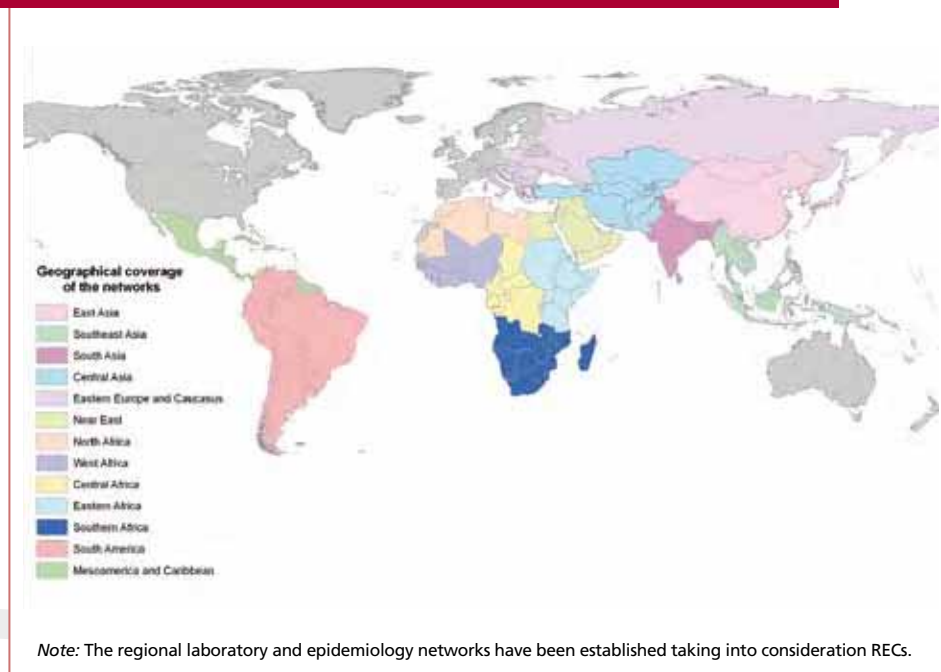 Geographical coverage
of the networks
East Asia
Southeast Asia
South Asia
Central Asia
Eastern Europe and Caucasus
Near East
North Africa
West Africa
Central Africa
Eastern Africa
Southern Africa
South America
Mesoamerica and Caribbean
Note: The regional laboratory and epidemiology networks have been established taking into consideration RECs.